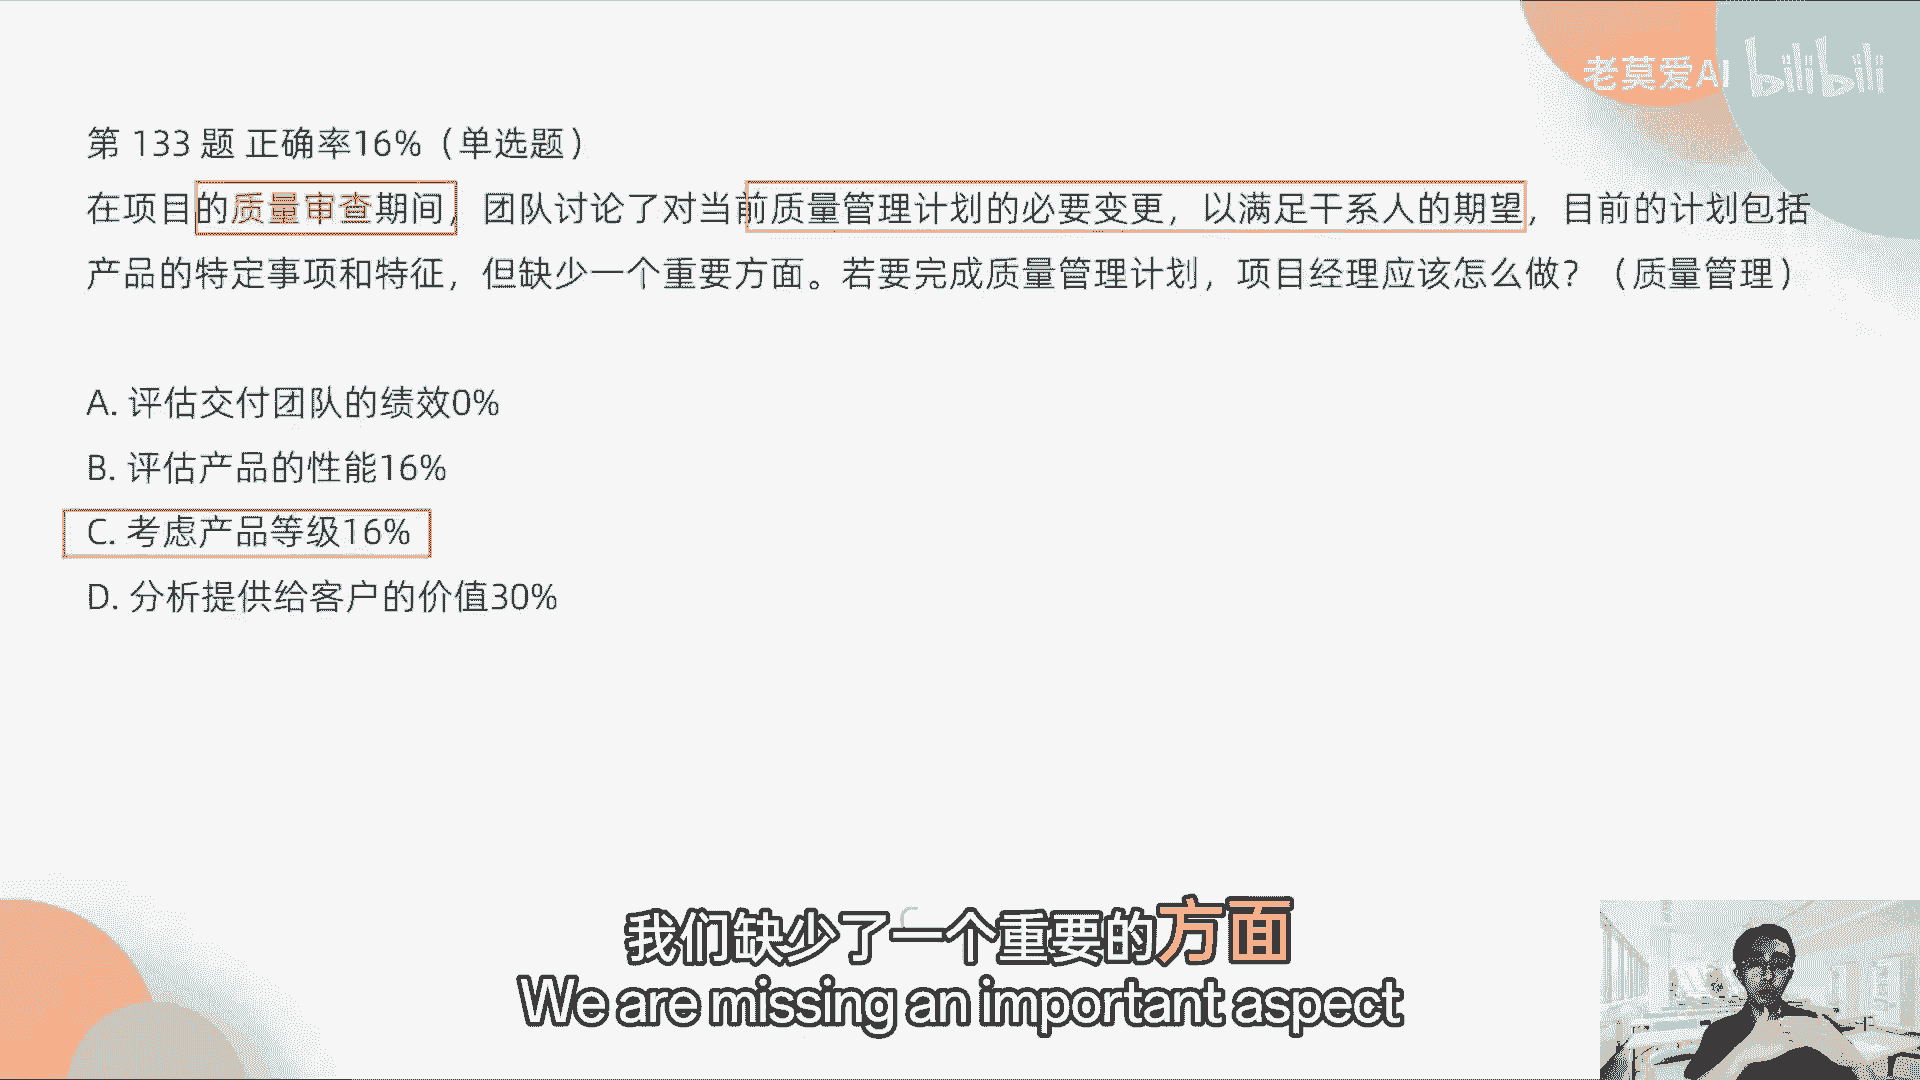 老莫爱AI bilibili
第 133 题 正确率16%（单选题）
在项目的质量审查期间，团队讨论了对当前质量管理计划的必要变更，以满足干系人的期望，目前的计划包括
产品的特定事项和特征，但缺少一个重要方面。若要完成质量管理计划，项目经理应该怎么做？（质量管理）
A. 评估交付团队的绩效0%
B. 评估产品的性能16%
C. 考虑产品等级16%
D. 分析提供给客户的价值30%
我们缺少了一个重要的方面
We are missing an important aspect